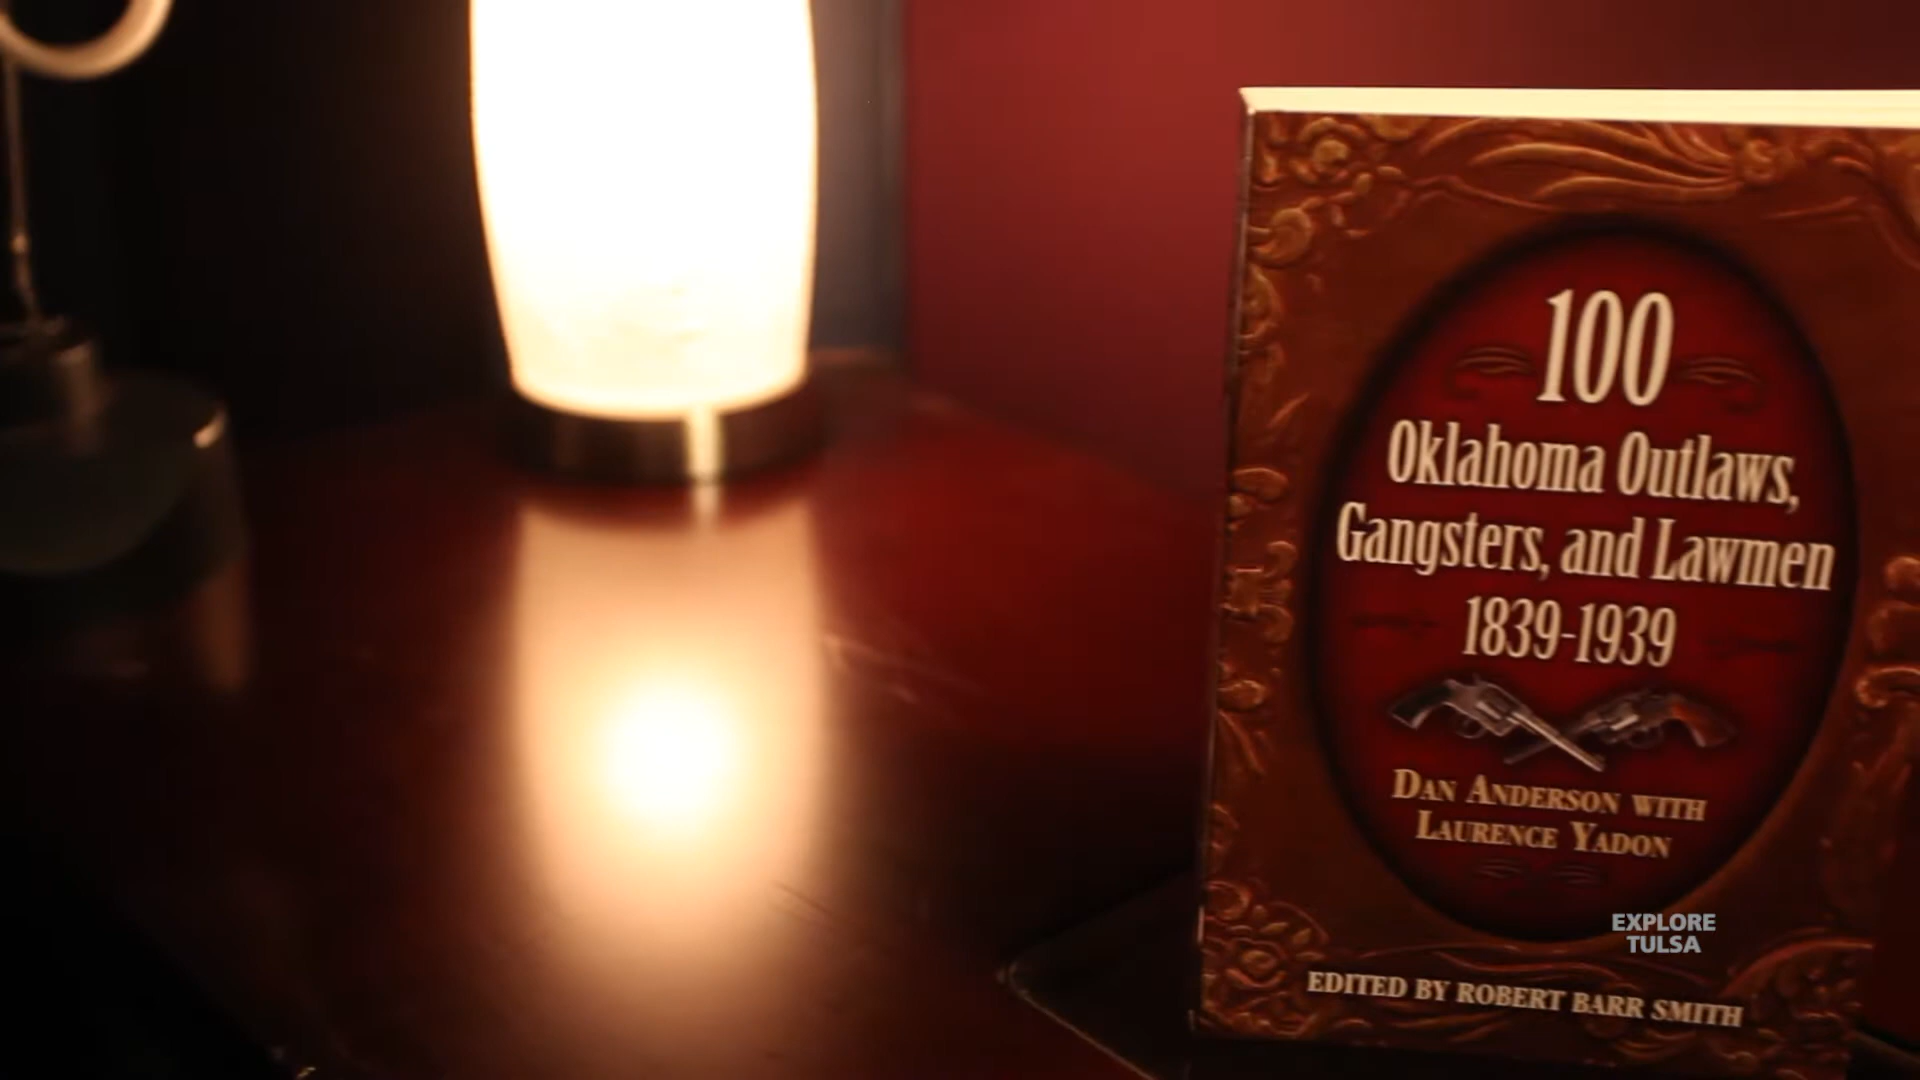 100
Oklahoma Outlaws,
Gangsters, and Lawmen
1839-1939
DAN ANDERSON WITH
LAURENCE YADON
EXPLORE
TULSA
EDITED BY ROBERT BARR SMITH